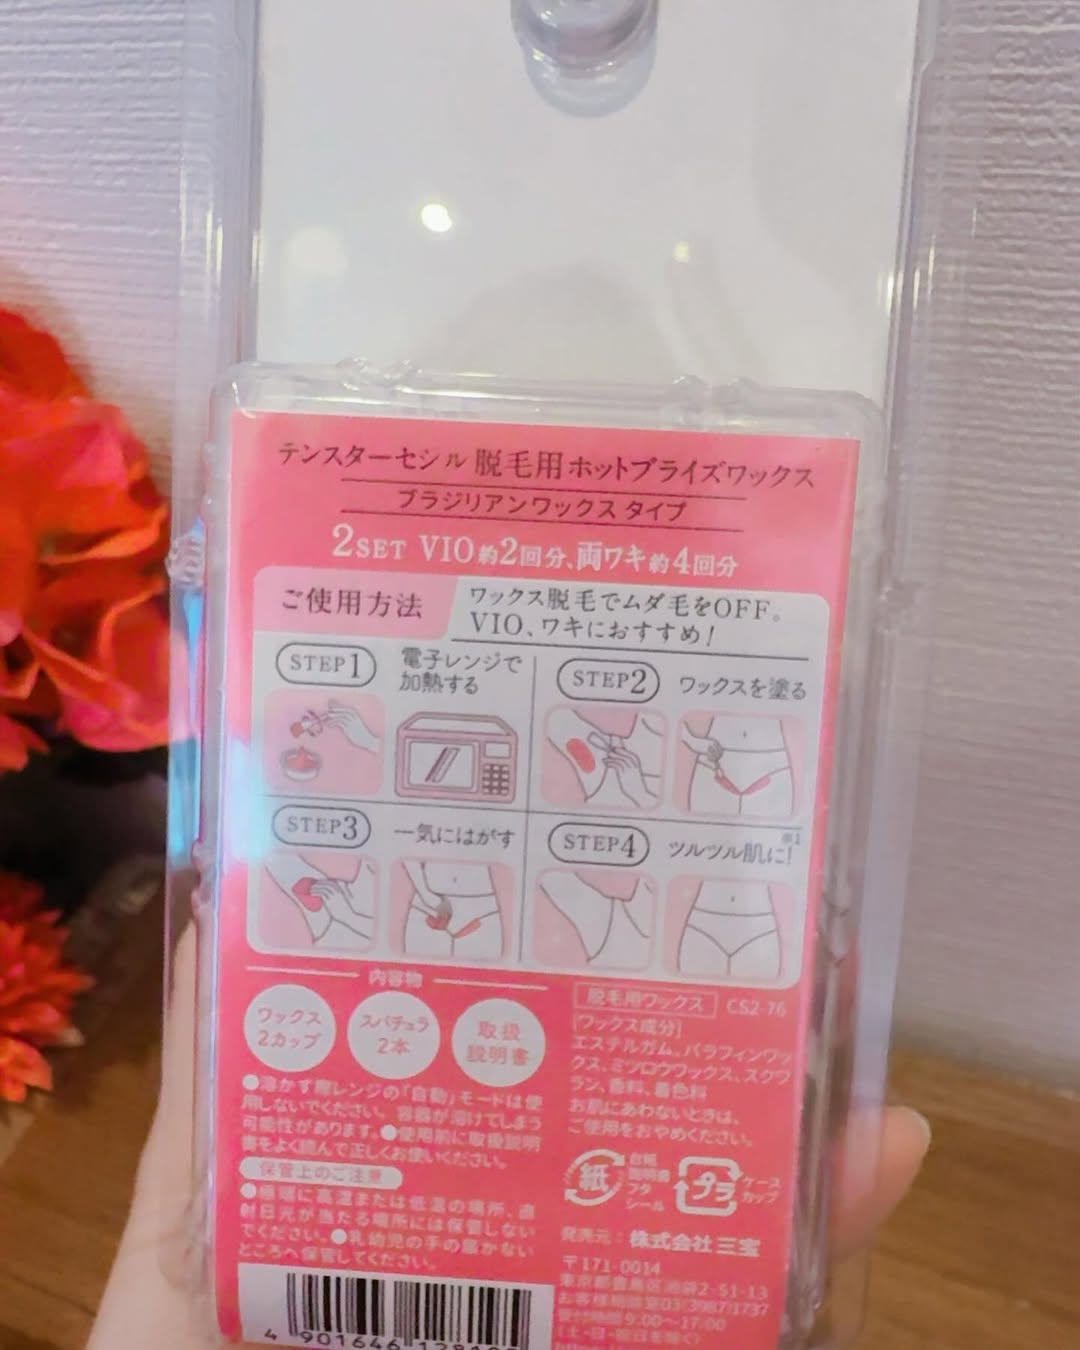 テンスターセシル 脱毛用ホットブライズワックス
ブラジリアンワックス タイプ
2SET VIO約2回分、両ワキ約4回分
ご使用方法
ワックス脱毛でムダ毛をOFF。
VIO、ワキにおすすめ!
STEP1
電子レンジで
加熱する
STEP2
ワックスを塗る
STEP3
一気にはがす
STEP4
ツルツル肌に!
※1
内容物
ワックス
2カップ
スパチュラ
2本
取扱
説明書
●溶かす際レンジの「自動」モードは使
用しないでください。容器が溶けてしまう
可能性があります。●使用前に取扱説明
書をよく読んで正しくお使いください。
保管上のご注意
●極端に高温または低温の場所、直
射日光が当たる場所には保管しない
でください。●乳幼児の手の届かない
ところへ保管してください。
脱毛用ワックス CS2-76
[ワックス成分]
エステルガム、パラフィンワッ
クス、ミツロウワックス、スクワ
ラン、香料、着色料
お肌にあわないときは、
ご使用をおやめください。
紙
台紙
説明書
フタ
シール
プラ
ケース
カップ
発売元:株式会社三宝
〒171-0014
東京都豊島区池袋2-51-13
お客様相談室03(3987)1737
受付時間9:00〜17:00
(土・日・祝日を除く)
4 901646